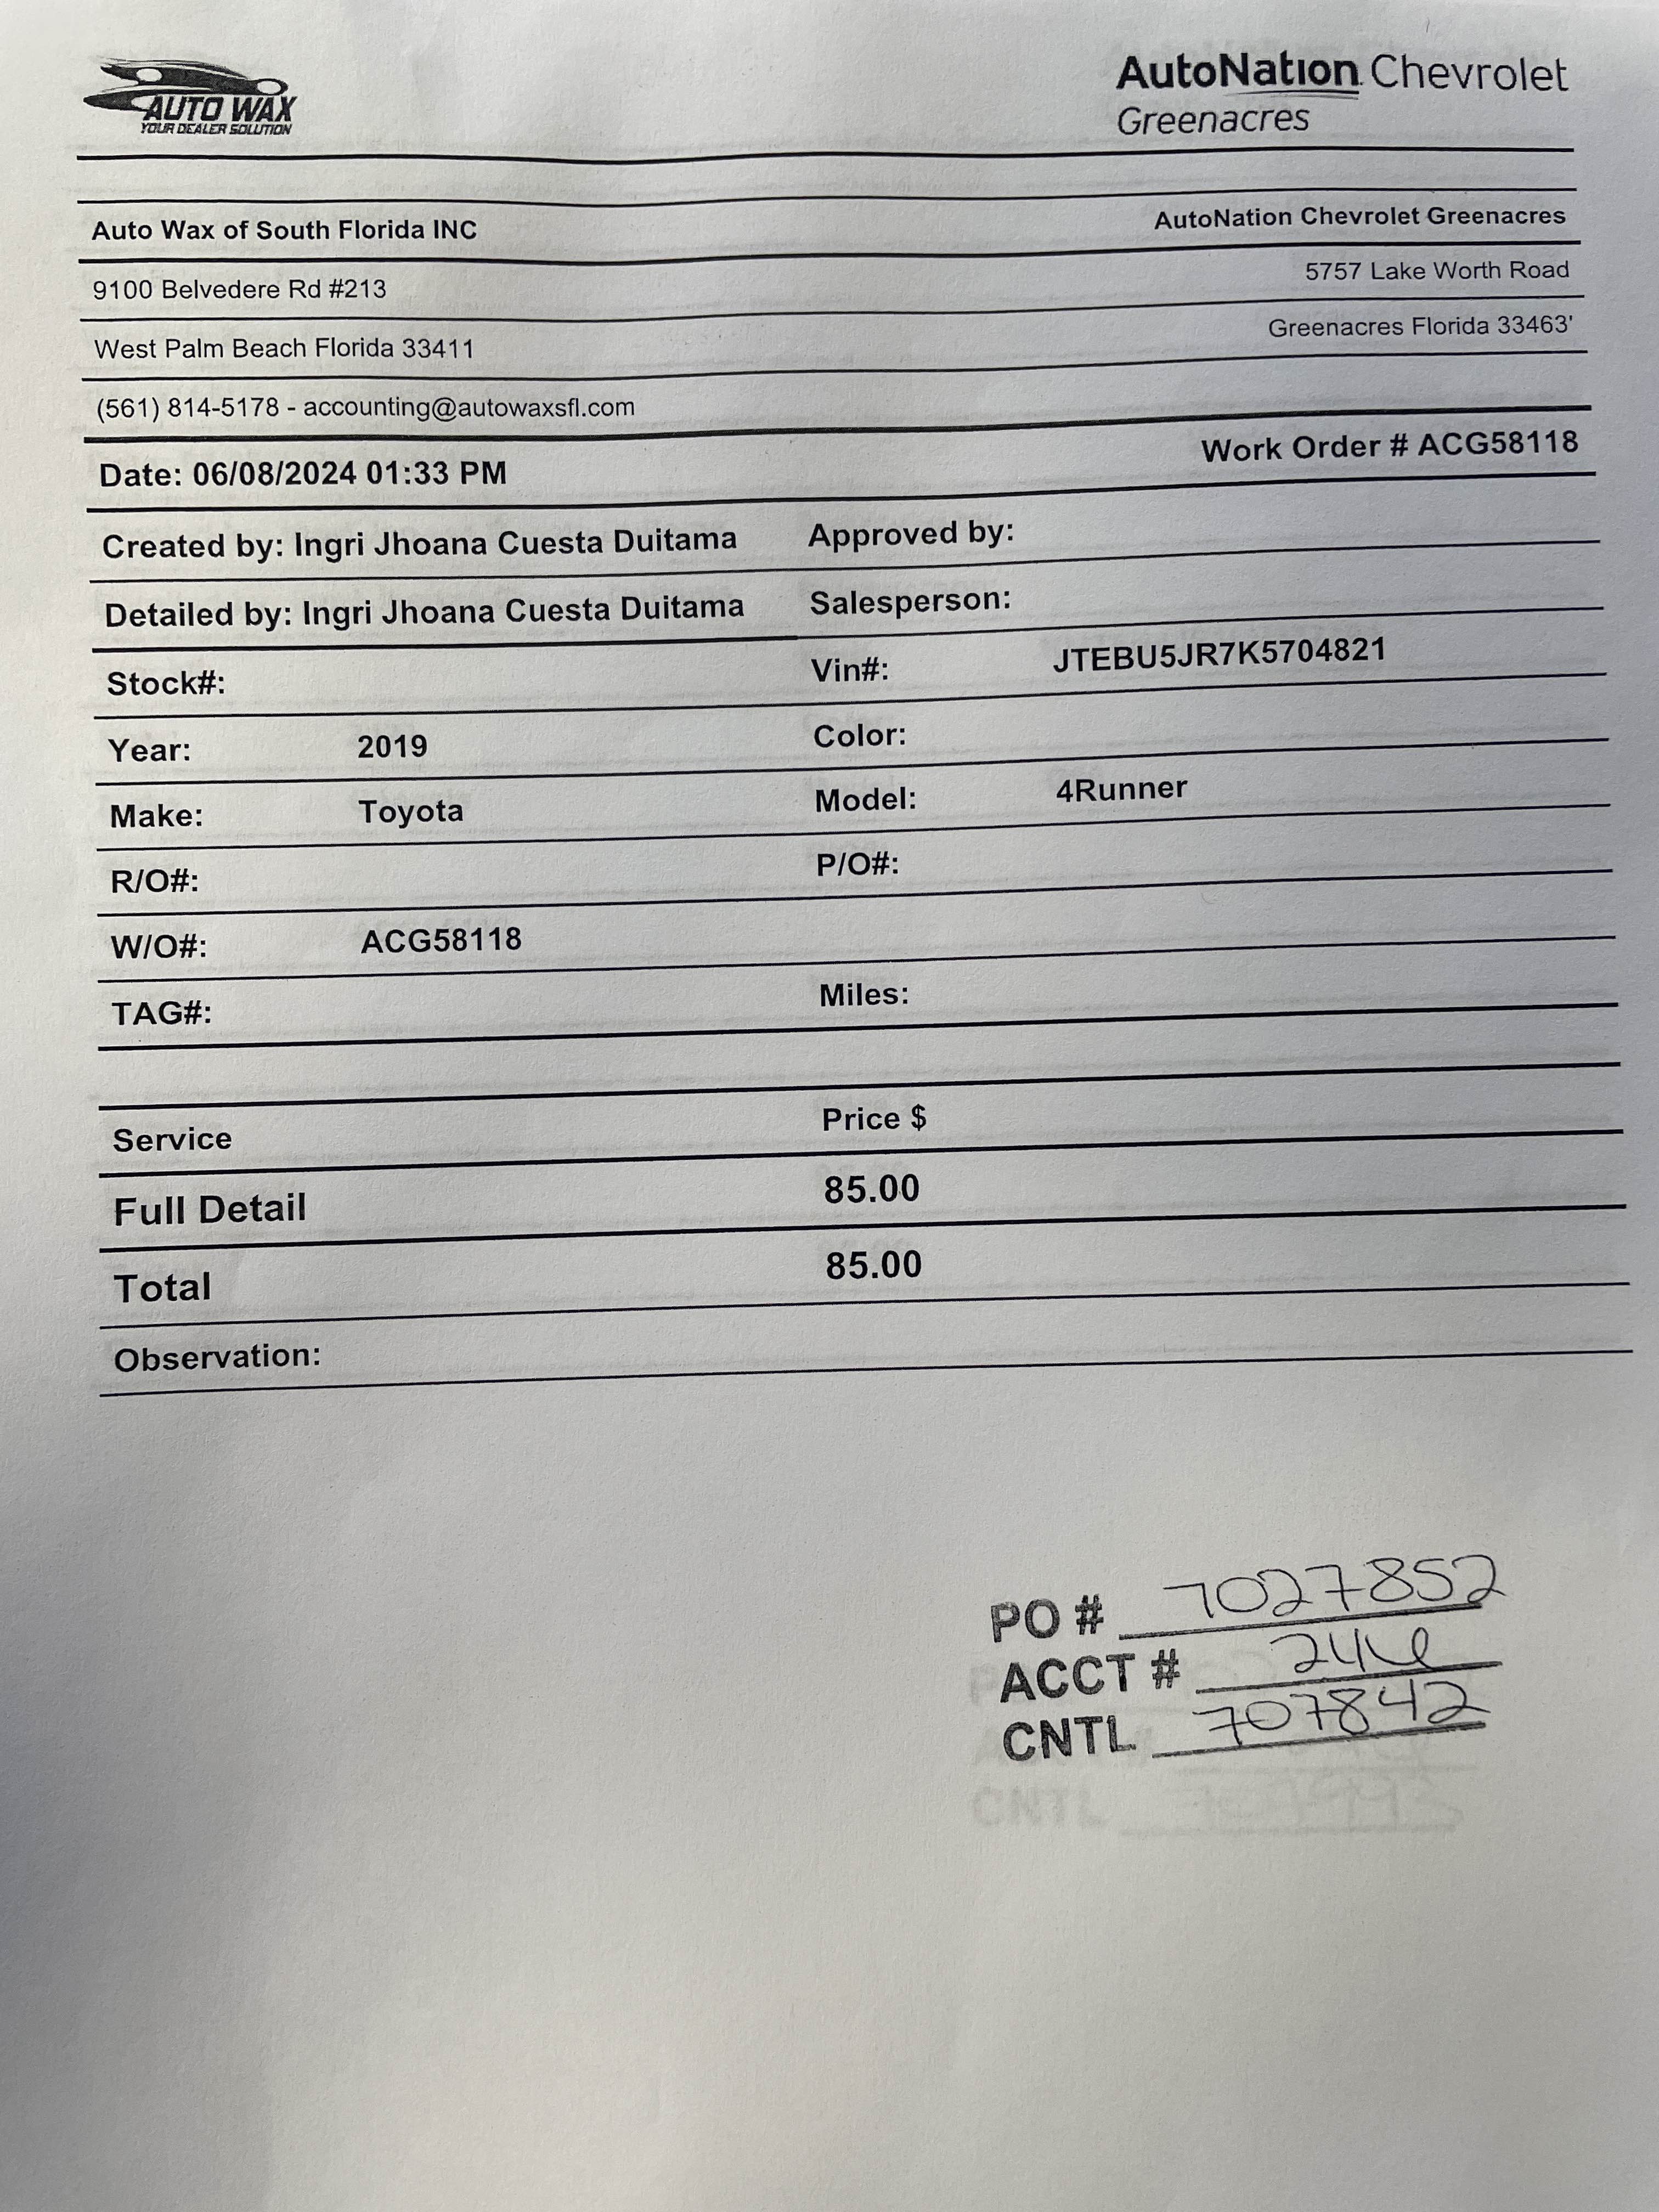 AUTO WAX
YOUR DEALER SOLUTION
AutoNation Chevrolet
Greenacres
Auto Wax of South Florida INC
AutoNation Chevrolet Greenacres
9100 Belvedere Rd #213
5757 Lake Worth Road
West Palm Beach Florida 33411
Greenacres Florida 33463'
(561) 814-5178 - accounting@autowaxsfl.com
Date: 06/08/2024 01:33 PM
Work Order # ACG58118
Created by: Ingri Jhoana Cuesta Duitama Approved by:
Detailed by: Ingri Jhoana Cuesta Duitama Salesperson:
Stock#: Vin#: JTEBU5JR7K5704821
Year: 2019 Color:
Make: Toyota Model: 4Runner
R/O#: P/O#:
W/O#: ACG58118
TAG#: Miles:
Service Price $
Full Detail 85.00
Total 85.00
Observation:
PO # 7027852
ACCT #
CNTL 707842